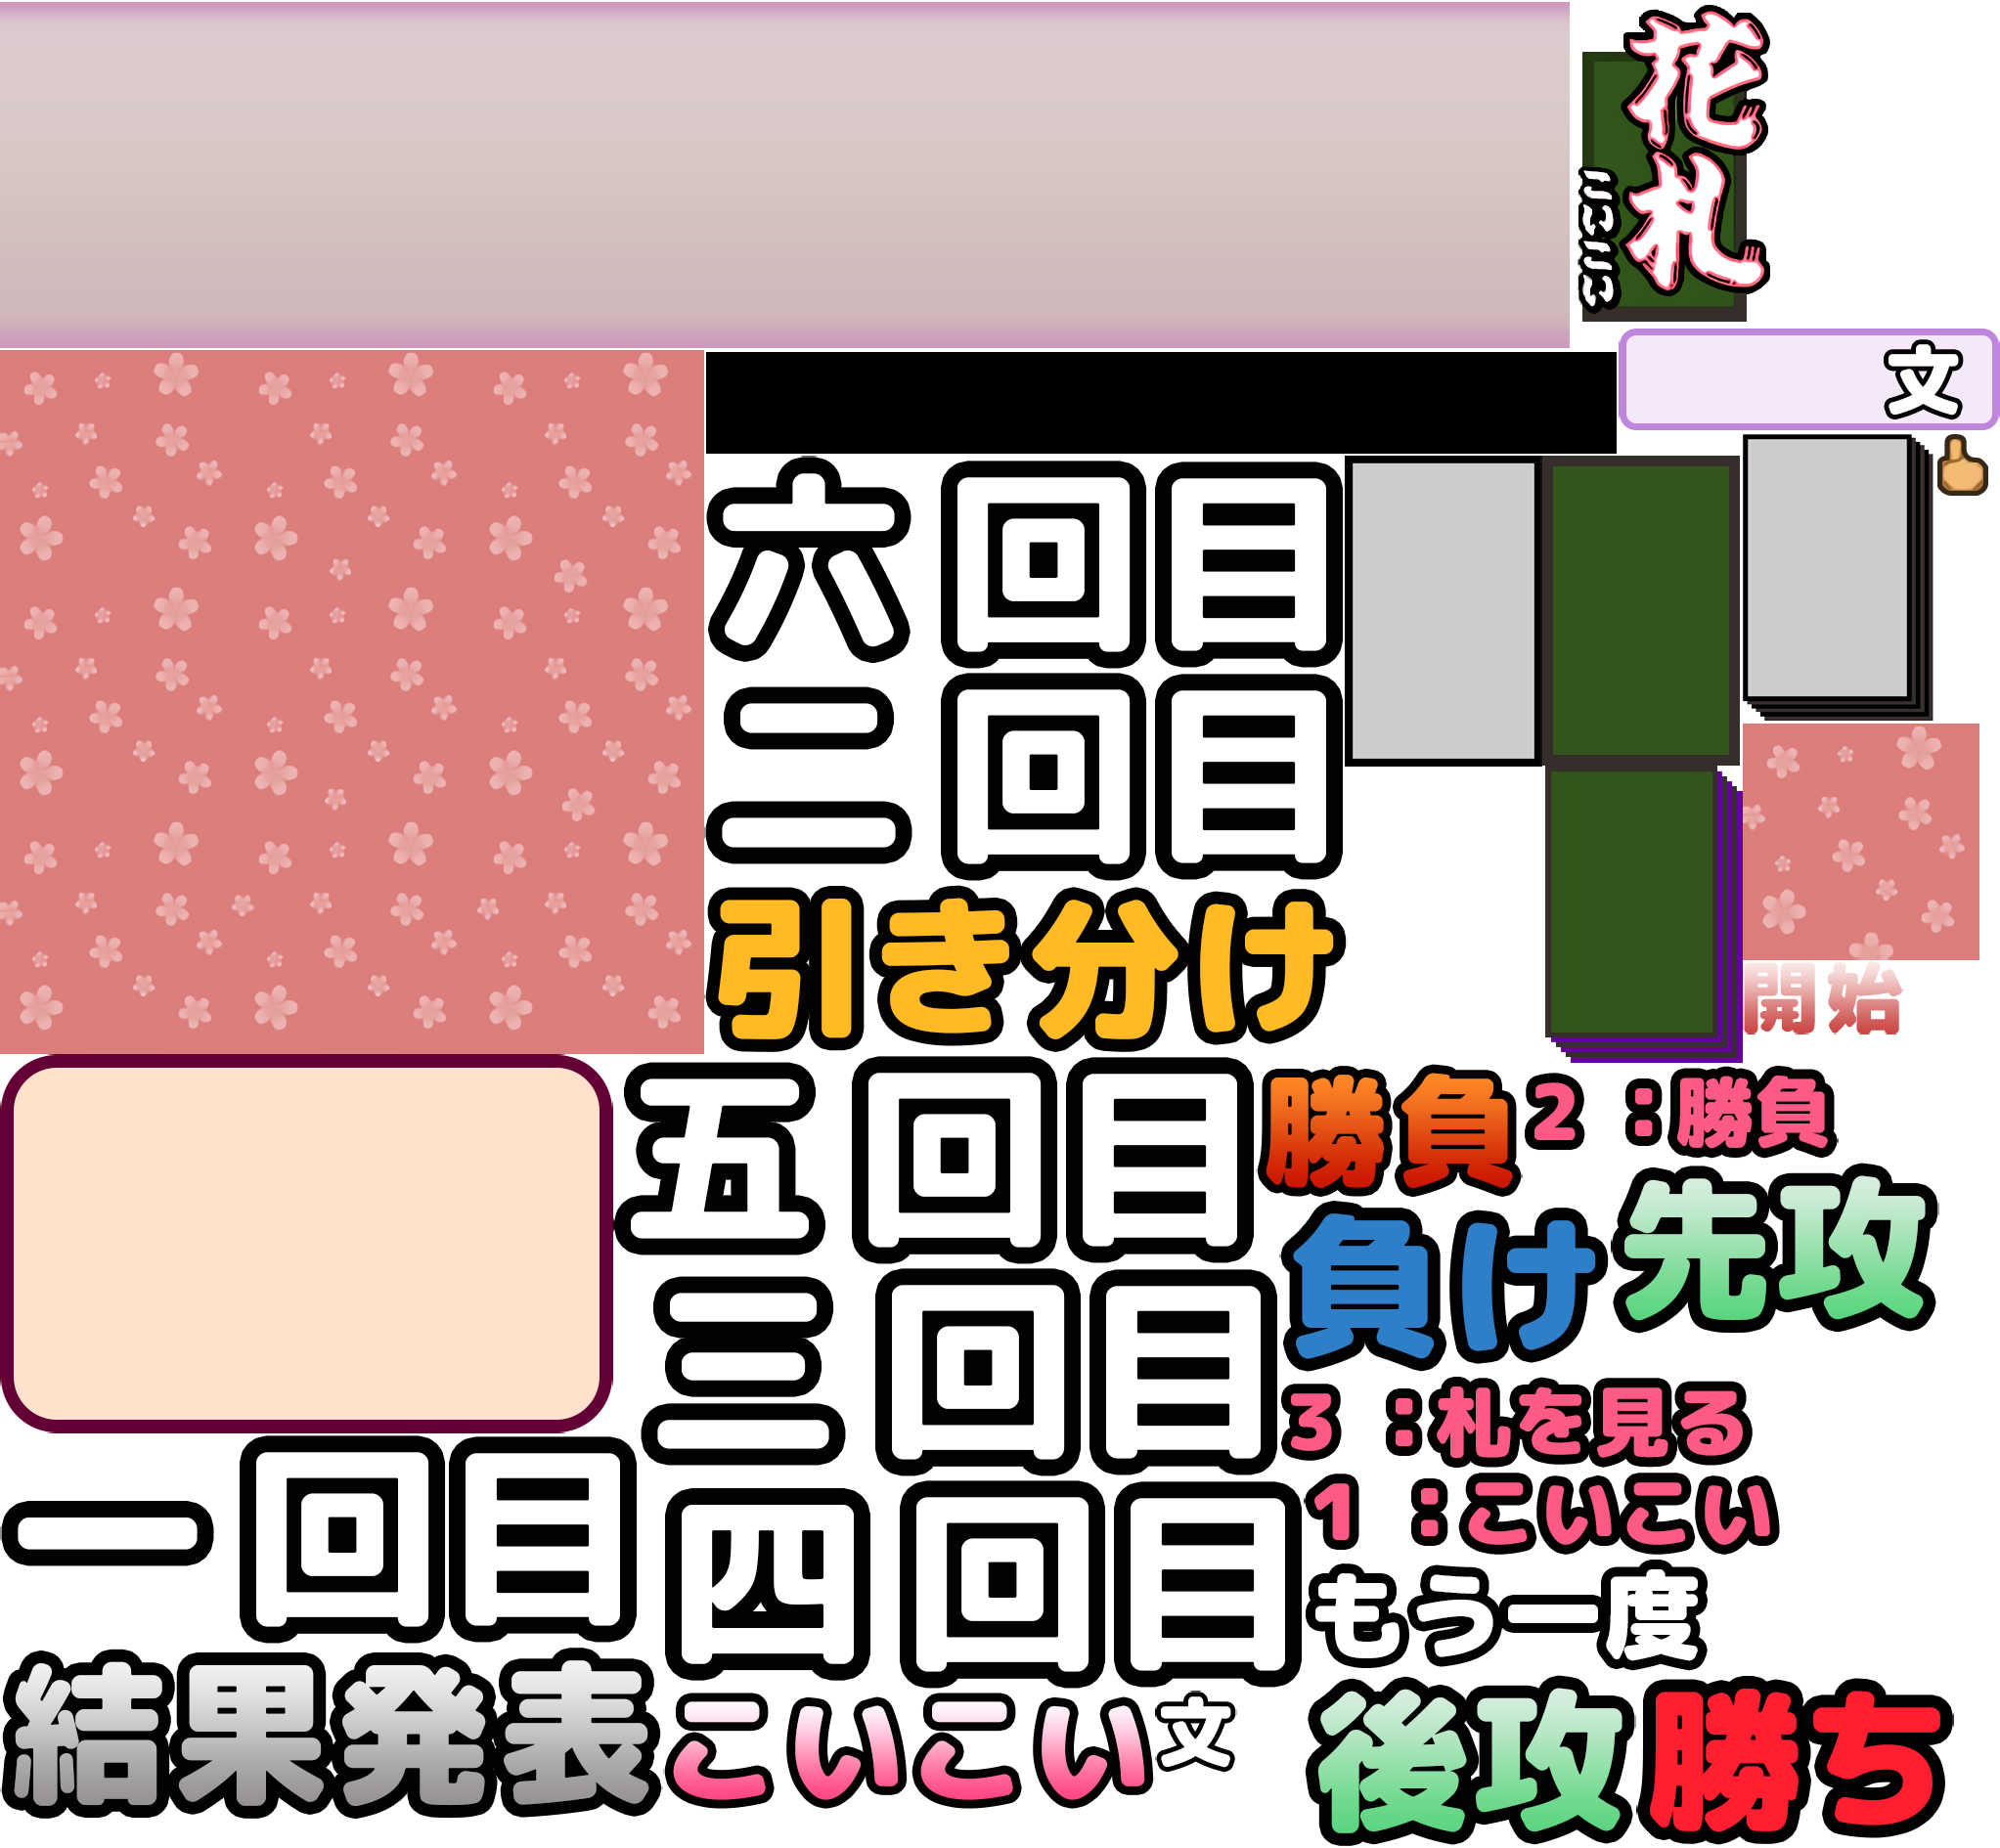 花札
こいこい
文
六回目
二回目
引き分け
開始
五回目
勝負
2：勝負
先攻
負け
三回目
3：札を見る
一回目
四回目
1：こいこい
もう一度
結果発表
こいこい
文
後攻
勝ち